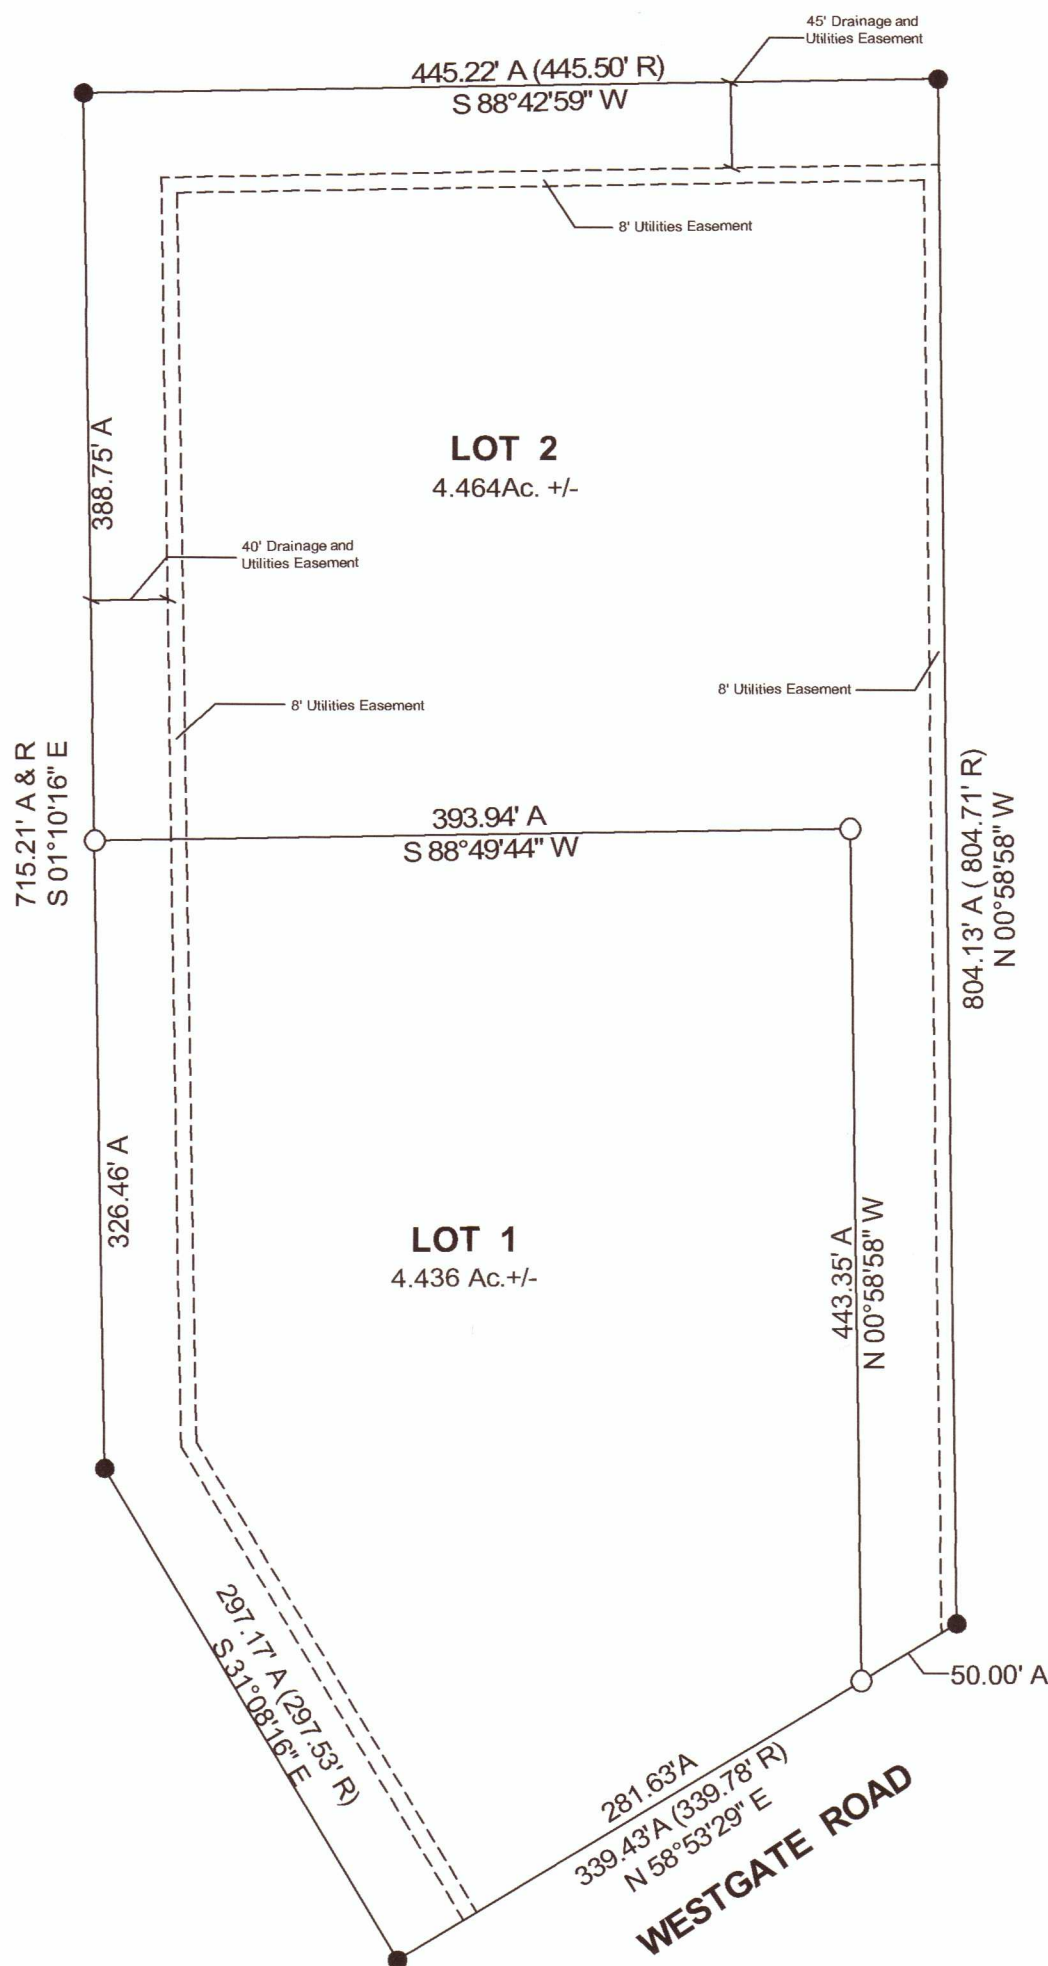 45' Drainage and
Utilities Easement
445.22' A (445.50' R)
S 88°42'59" W
8' Utilities Easement
LOT 2
4.464Ac. +/-
388.75' A
40' Drainage and
Utilities Easement
8' Utilities Easement
8' Utilities Easement
715.21' A & R
S 01°10'16" E
393.94' A
S 88°49'44" W
804.13' A ( 804.71' R)
N 00°58'58" W
326.46' A
LOT 1
4.436 Ac.+/-
443.35' A
N 00°58'58" W
297.17' A (297.53' R)
S 31°08'16" E
50.00' A
281.63'A
339.43'A (339.78' R)
N 58°53'29" E
WESTGATE ROAD